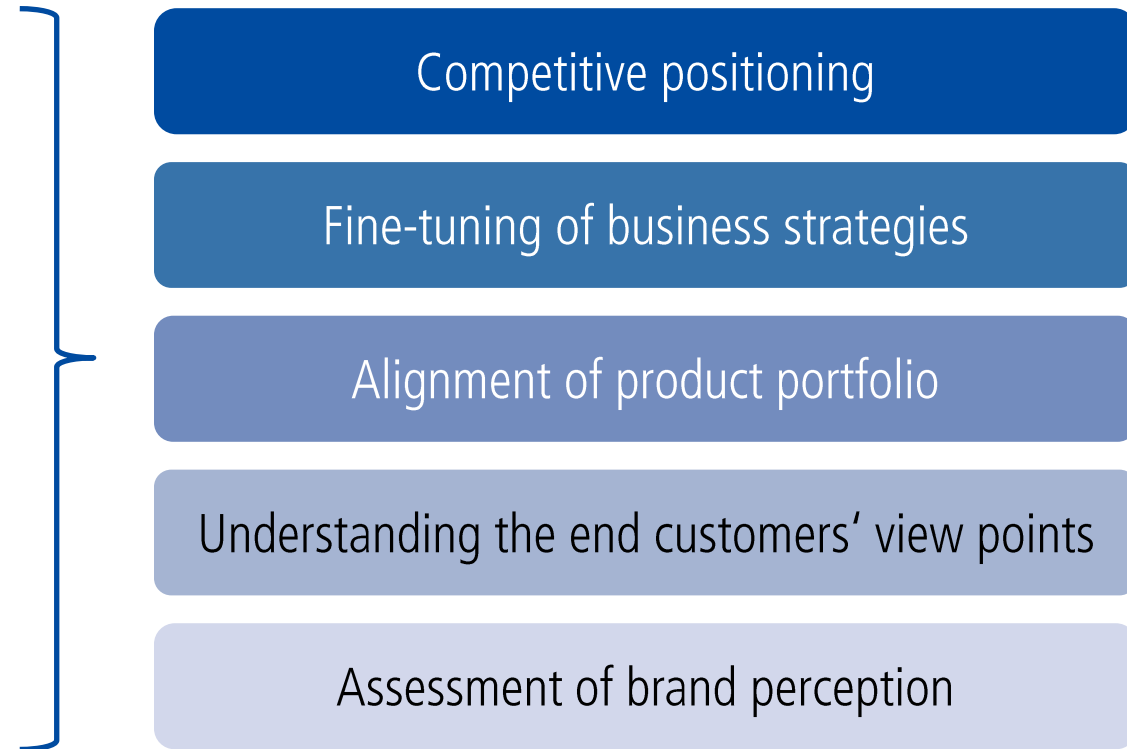 Competitive positioning
Fine-tuning of business strategies
Alignment of product portfolio
Understanding the end customers‘ view points
Assessment of brand perception